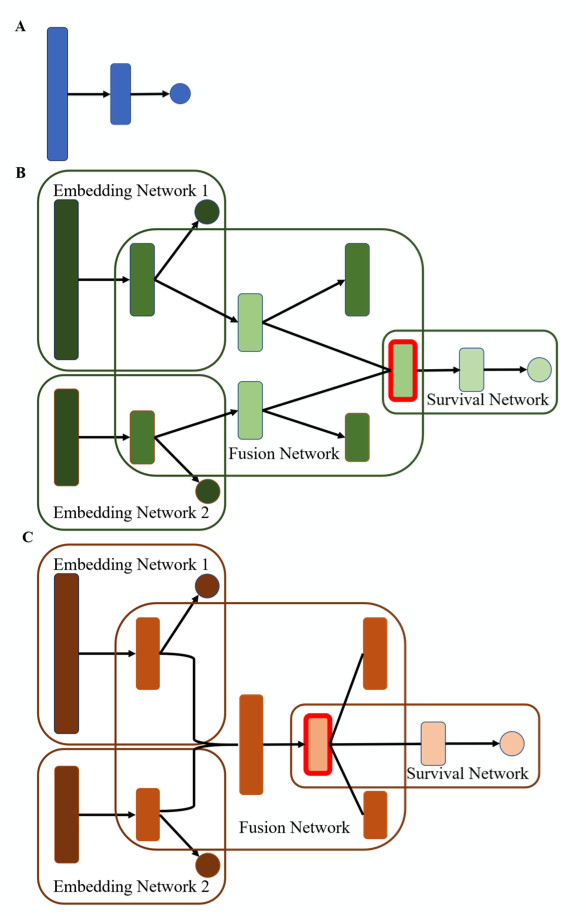 A
B
Embedding Network 1
Survival Network
Fusion Network
Embedding Network 2
C
Embedding Network 1
Survival Network
Fusion Network
Embedding Network 2